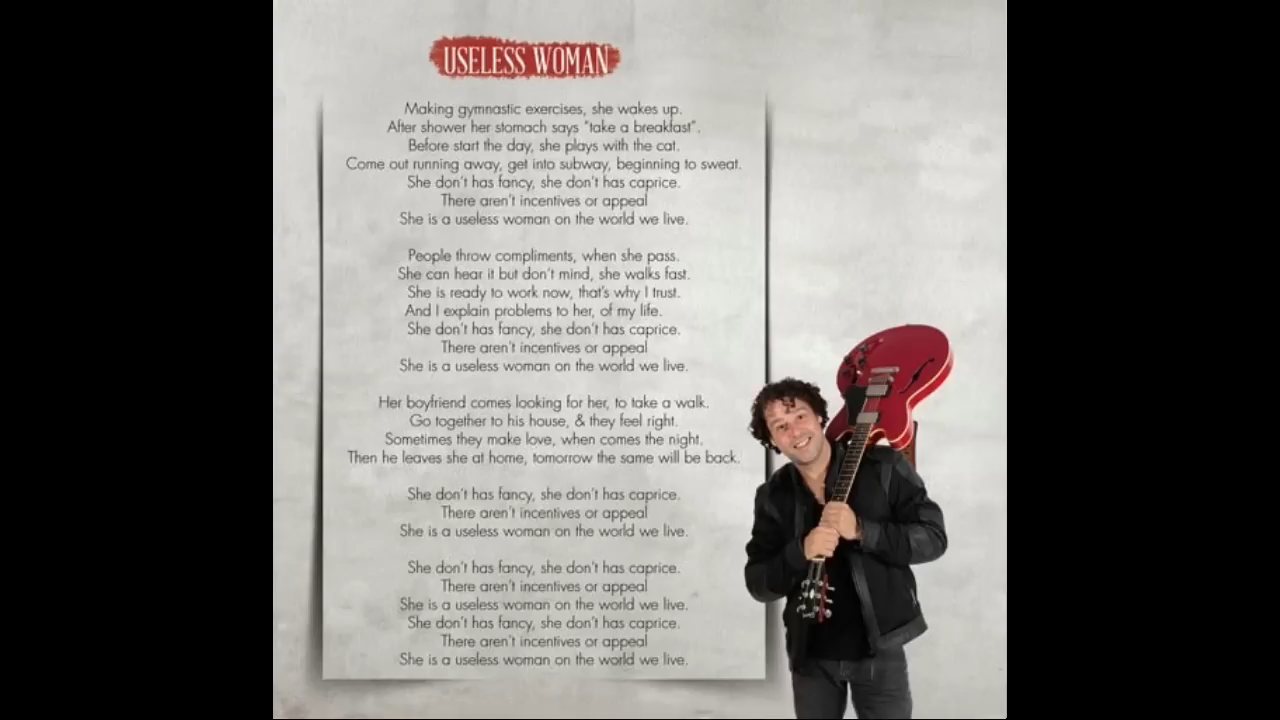 USELESS WOMAN
Making gymnastic exercises, she wakes up.
After shower her stomach says "take a breakfast".
Before start the day, she plays with the cat.
Come out running away, get into subway, beginning to sweat.
She don't has fancy, she don't has caprice.
There aren't incentives or appeal
She is a useless woman on the world we live.
People throw compliments, when she pass.
She can hear it but don't mind, she walks fast.
She is ready to work now, that's why I trust.
And I explain problems to her, of my life.
She don't has fancy, she don't has caprice.
There aren't incentives or appeal
She is a useless woman on the world we live.
Her boyfriend comes looking for her, to take a walk.
Go together to his house, & they feel right.
Sometimes they make love, when comes the night.
Then he leaves she at home, tomorrow the same will be back.
She don't has fancy, she don't has caprice.
There aren't incentives or appeal
She is a useless woman on the world we live.
She don't has fancy, she don't has caprice.
There aren't incentives or appeal
She is a useless woman on the world we live.
She don't has fancy, she don't has caprice.
There aren't incentives or appeal
She is a useless woman on the world we live.